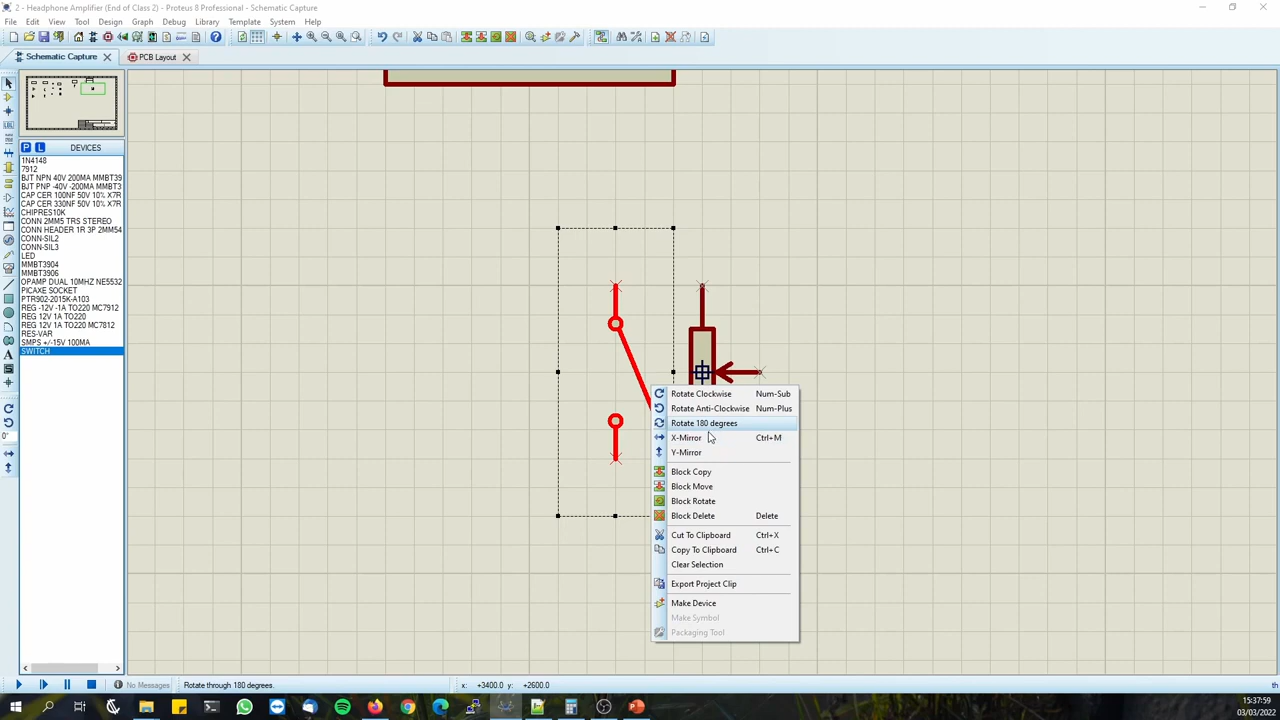 2 - Headphone Amplifier (End of Class 2) - Proteus 8 Professional - Schematic Capture
File Edit View Tool Design Graph Debug Library Template System Help
Schematic Capture
PCB Layout
P L DEVICES
1N4148
7912
BJT NPN 40V 200MA MMBT39
BJT PNP -40V -200MA MMBT3
CAP CER 100NF 50V 10% X7R
CAP CER 330NF 50V 10% X7R
CHIPRES10K
CONN 2MM5 TRS STEREO
CONN HEADER 1R 3P 2MM54
CONN-SIL2
CONN-SIL3
LED
MMBT3904
MMBT3906
OPAMP DUAL 10MHZ NE5532
PICAXE SOCKET
PTR902-2015K-A103
REG -12V -1A TO220 MC7912
REG 12V 1A TO220
REG 12V 1A TO220 MC7812
RES-VAR
SMPS +/-15V 100MA
SWITCH
0°
Rotate Clockwise Num-Sub
Rotate Anti-Clockwise Num-Plus
Rotate 180 degrees
X-Mirror Ctrl+M
Y-Mirror
Block Copy
Block Move
Block Rotate
Block Delete Delete
Cut To Clipboard Ctrl+X
Copy To Clipboard Ctrl+C
Clear Selection
Export Project Clip
Make Device
Make Symbol
Packaging Tool
No Messages
Rotate through 180 degrees.
x: +3400.0 y: +2600.0
th
15:37:59
03/03/2022